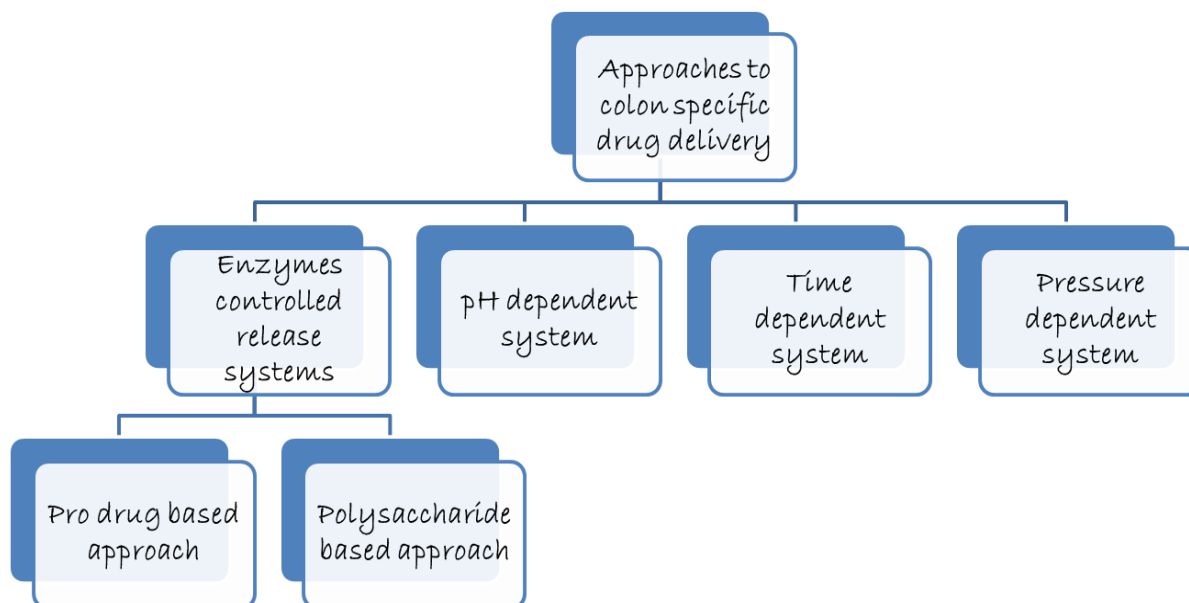 Approaches to
colon specific
drug delivery
Enzymes
controlled
release
systems
pH dependent
system
Time
dependent
system
Pressure
dependent
system
Pro drug based
approach
Polysaccharide
based approach